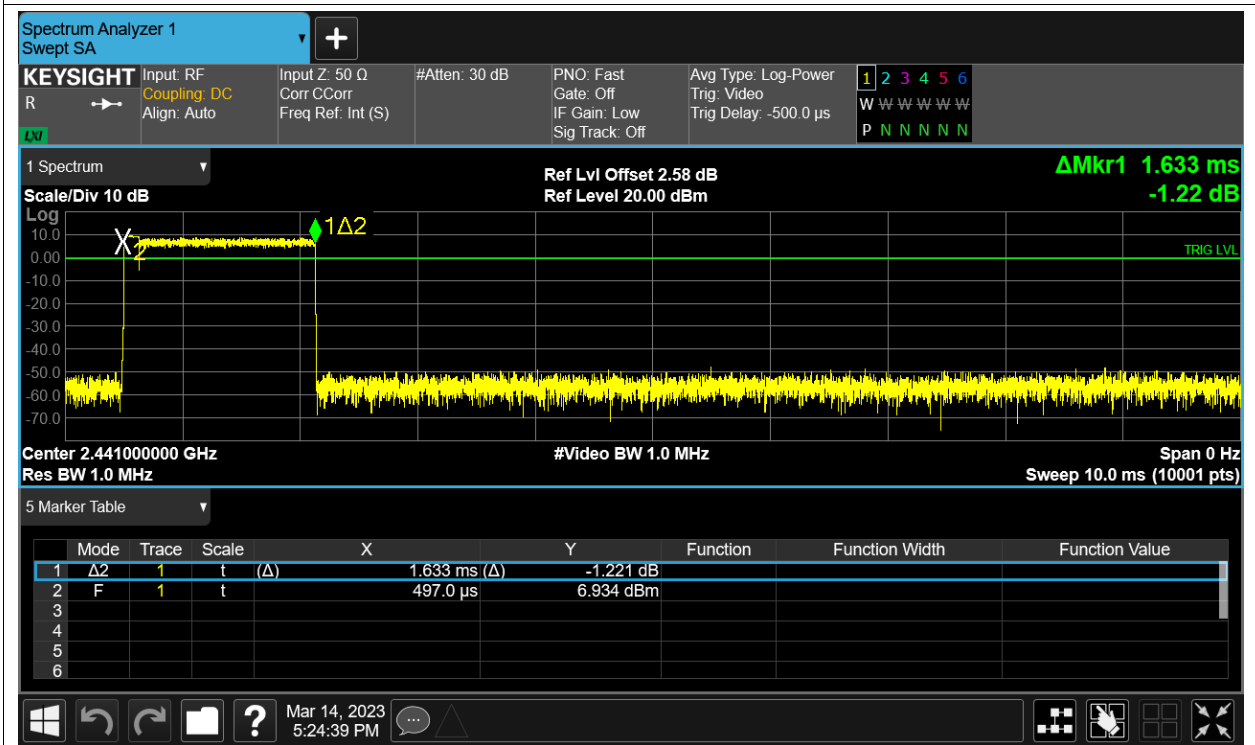 Spectrum Analyzer 1
Swept SA
KEYSIGHT Input: RF Input Z: 50 Ω #Atten: 30 dB PNO: Fast Avg Type: Log-Power 1 2 3 4 5 6
R Coupling: DC Corr CCorr Gate: Off Trig: Video W W W W W W
Align: Auto Freq Ref: Int (S) IF Gain: Low Trig Delay: -500.0 µs
LXI Sig Track: Off P N N N N N
1 Spectrum Ref Lvl Offset 2.58 dB ΔMkr1 1.633 ms
Scale/Div 10 dB Ref Level 20.00 dBm -1.22 dB
Log
1Δ2
10.0
X 2
0.00 TRIG LVL
-10.0
-20.0
-30.0
-40.0
-50.0
-60.0
-70.0
Center 2.441000000 GHz #Video BW 1.0 MHz Span 0 Hz
Res BW 1.0 MHz Sweep 10.0 ms (10001 pts)
5 Marker Table
Mode Trace Scale X Y Function Function Width Function Value
1 Δ2 1 t (Δ) 1.633 ms (Δ) -1.221 dB
2 F 1 t 497.0 µs 6.934 dBm
3
4
5
6
? Mar 14, 2023
5:24:39 PM